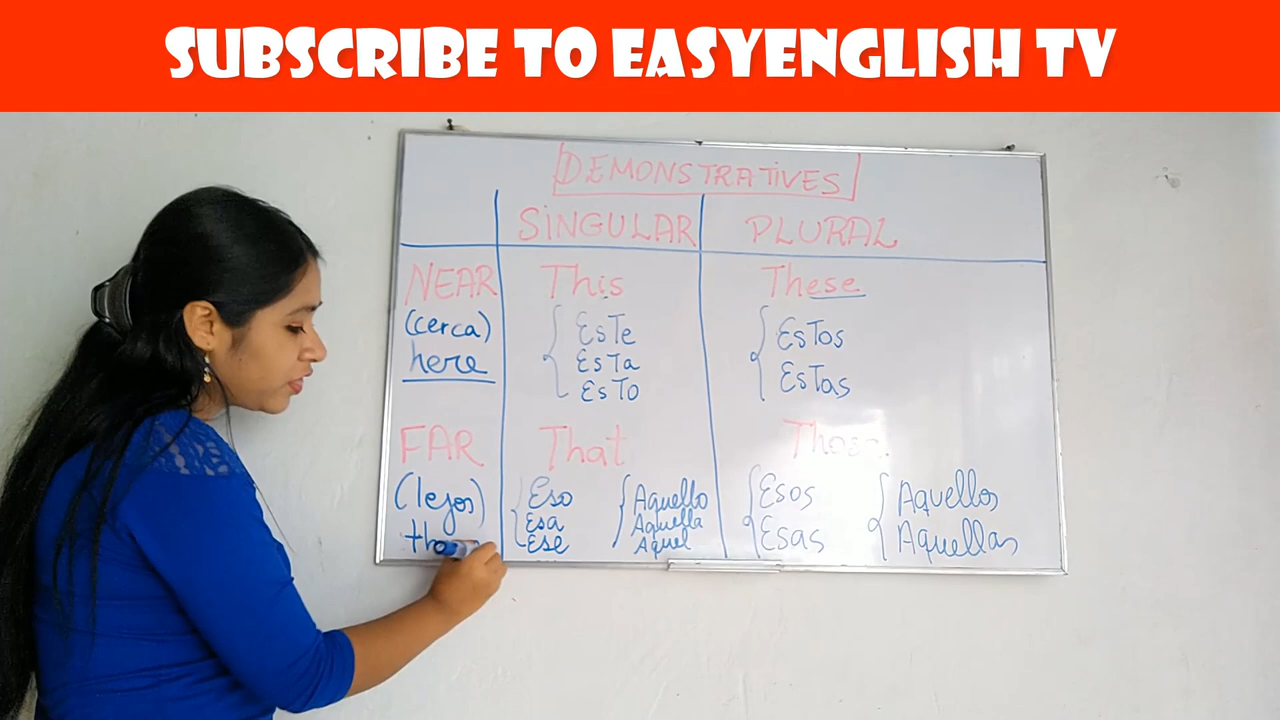 SUBSCRIBE TO EASYENGLISH TV
DEMONSTRATIVES
SINGULAR PLURAL
NEAR This These
(cerca) Este Estos
here Esta Estas
Esto
FAR That Those
(lejos) Eso Aquello Esos Aquellos
Esa Aquella Esas Aquellas
Ese Aquel